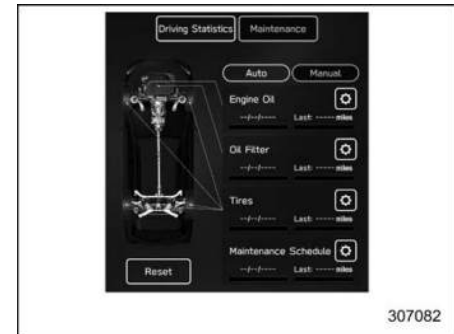 Driving Statistics Maintenance
Auto Manual
Engine Oil
--/--/---- Last: ----- miles
Oil Filter
--/--/---- Last: ----- miles
Tires
--/--/---- Last: ----- miles
Maintenance Schedule
--/--/---- Last: ----- miles
Reset
307082